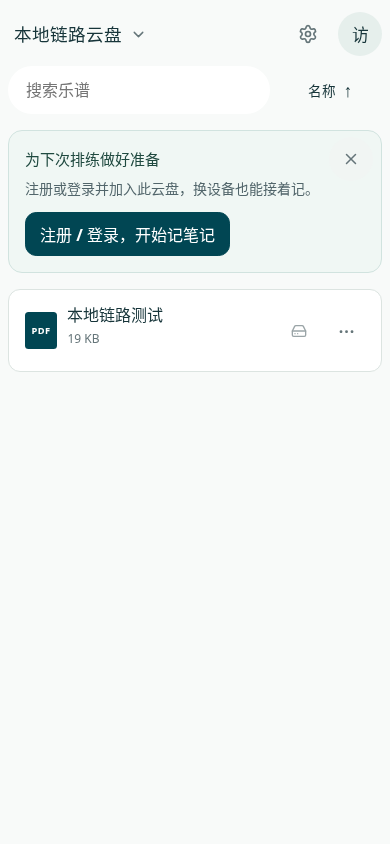 本地链路云盘
访
搜索乐谱
名称 ↑
为下次排练做好准备
注册或登录并加入此云盘，换设备也能接着记。
注册 / 登录，开始记笔记
PDF
本地链路测试
19 KB